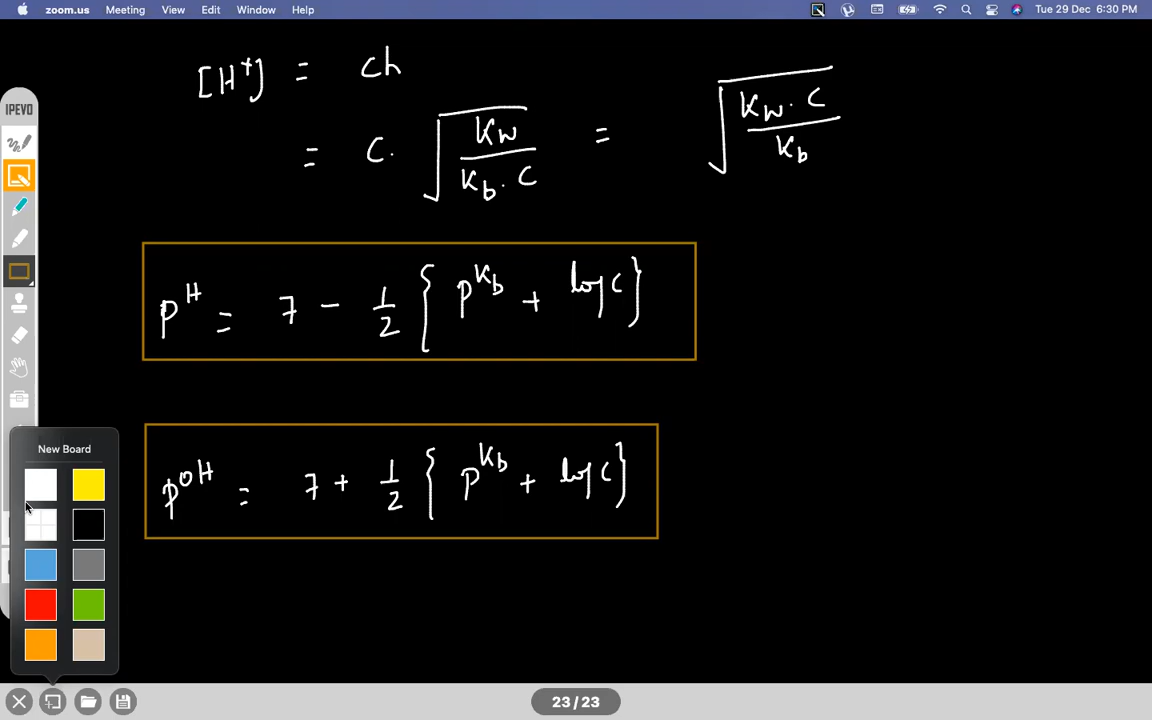 zoom.us Meeting View Edit Window Help Tue 29 Dec 6:30 PM
IPEVO
[H⁺] = ch
= c. √(Kw / Kb . C) = √(Kw . C / Kb)
pH = 7 - 1/2 { pKb + log C }
New Board
pOH = 7 + 1/2 { pKb + log C }
23/23